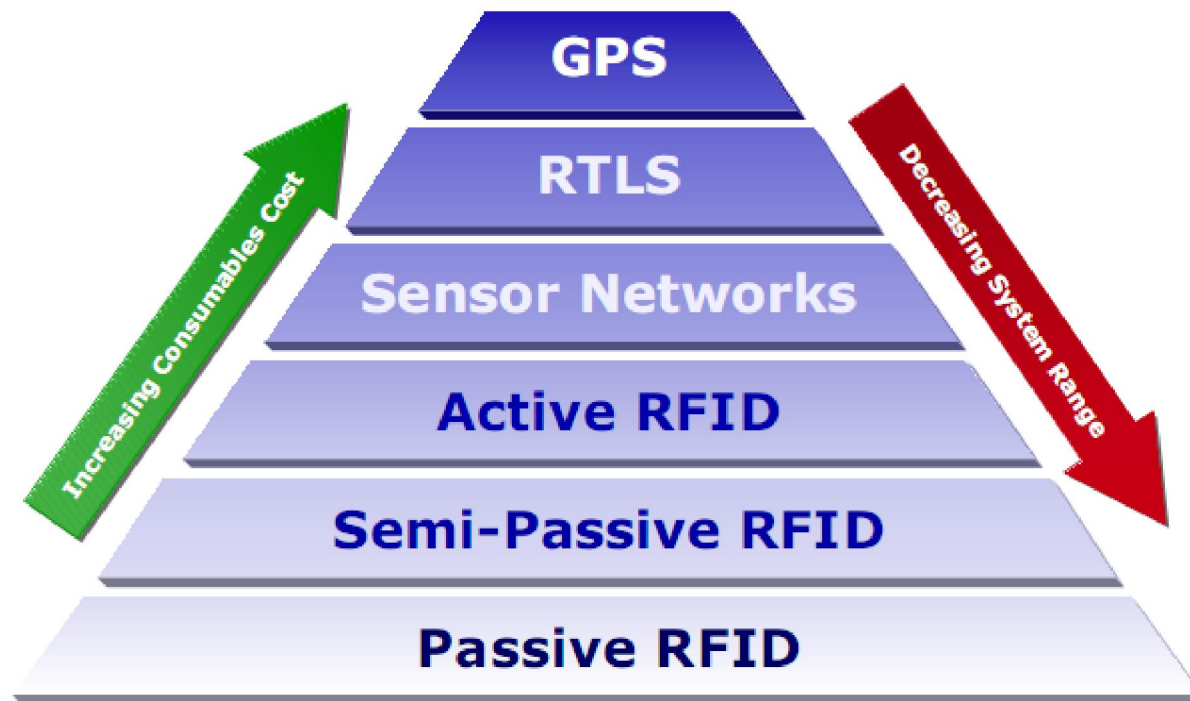 GPS
RTLS
Sensor Networks
Active RFID
Semi-Passive RFID
Passive RFID
Increasing Consumables Cost
Decreasing System Range